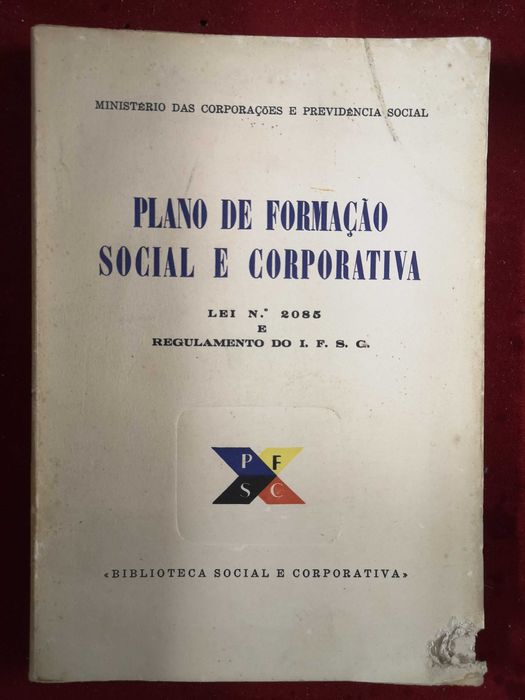 MINISTÉRIO DAS CORPORAÇÕES E PREVIDÊNCIA SOCIAL
PLANO DE FORMAÇÃO
SOCIAL E CORPORATIVA
LEI N.º 2085
E
REGULAMENTO DO I. F. S. C.
P F
S C
«BIBLIOTECA SOCIAL E CORPORATIVA»